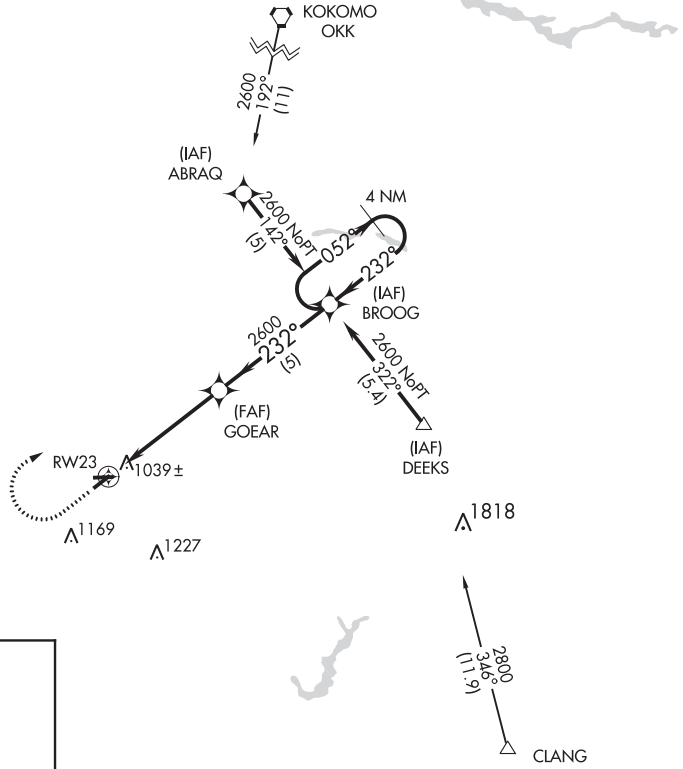 KOKOMO
OKK
2600
192°
(11)
(IAF)
ABRAQ
2600 NoPT
142°
(5)
4 NM
052°
232°
(IAF)
BROOG
2600
232°
(5)
2600 NoPT
322°
(5.4)
(FAF)
GOEAR
(IAF)
DEEKS
RW23
1039±
1169
1227
1818
2800
346°
(11.9)
CLANG